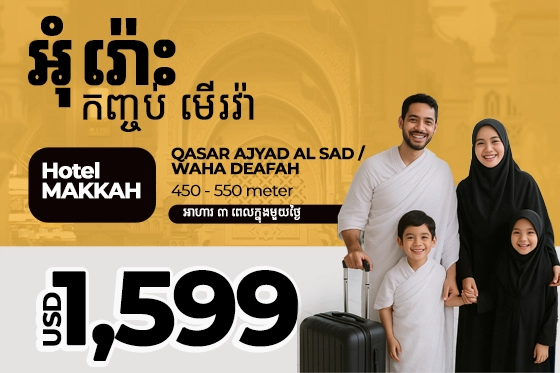 អុំរ៉ោះ
កញ្ចប់ មើរវ៉ា
Hotel
MAKKAH
QASAR AJYAD AL SAD /
WAHA DEAFAH
450 - 550 meter
អាហារ ៣ ពេលក្នុងមួយថ្ងៃ
USD 1,599